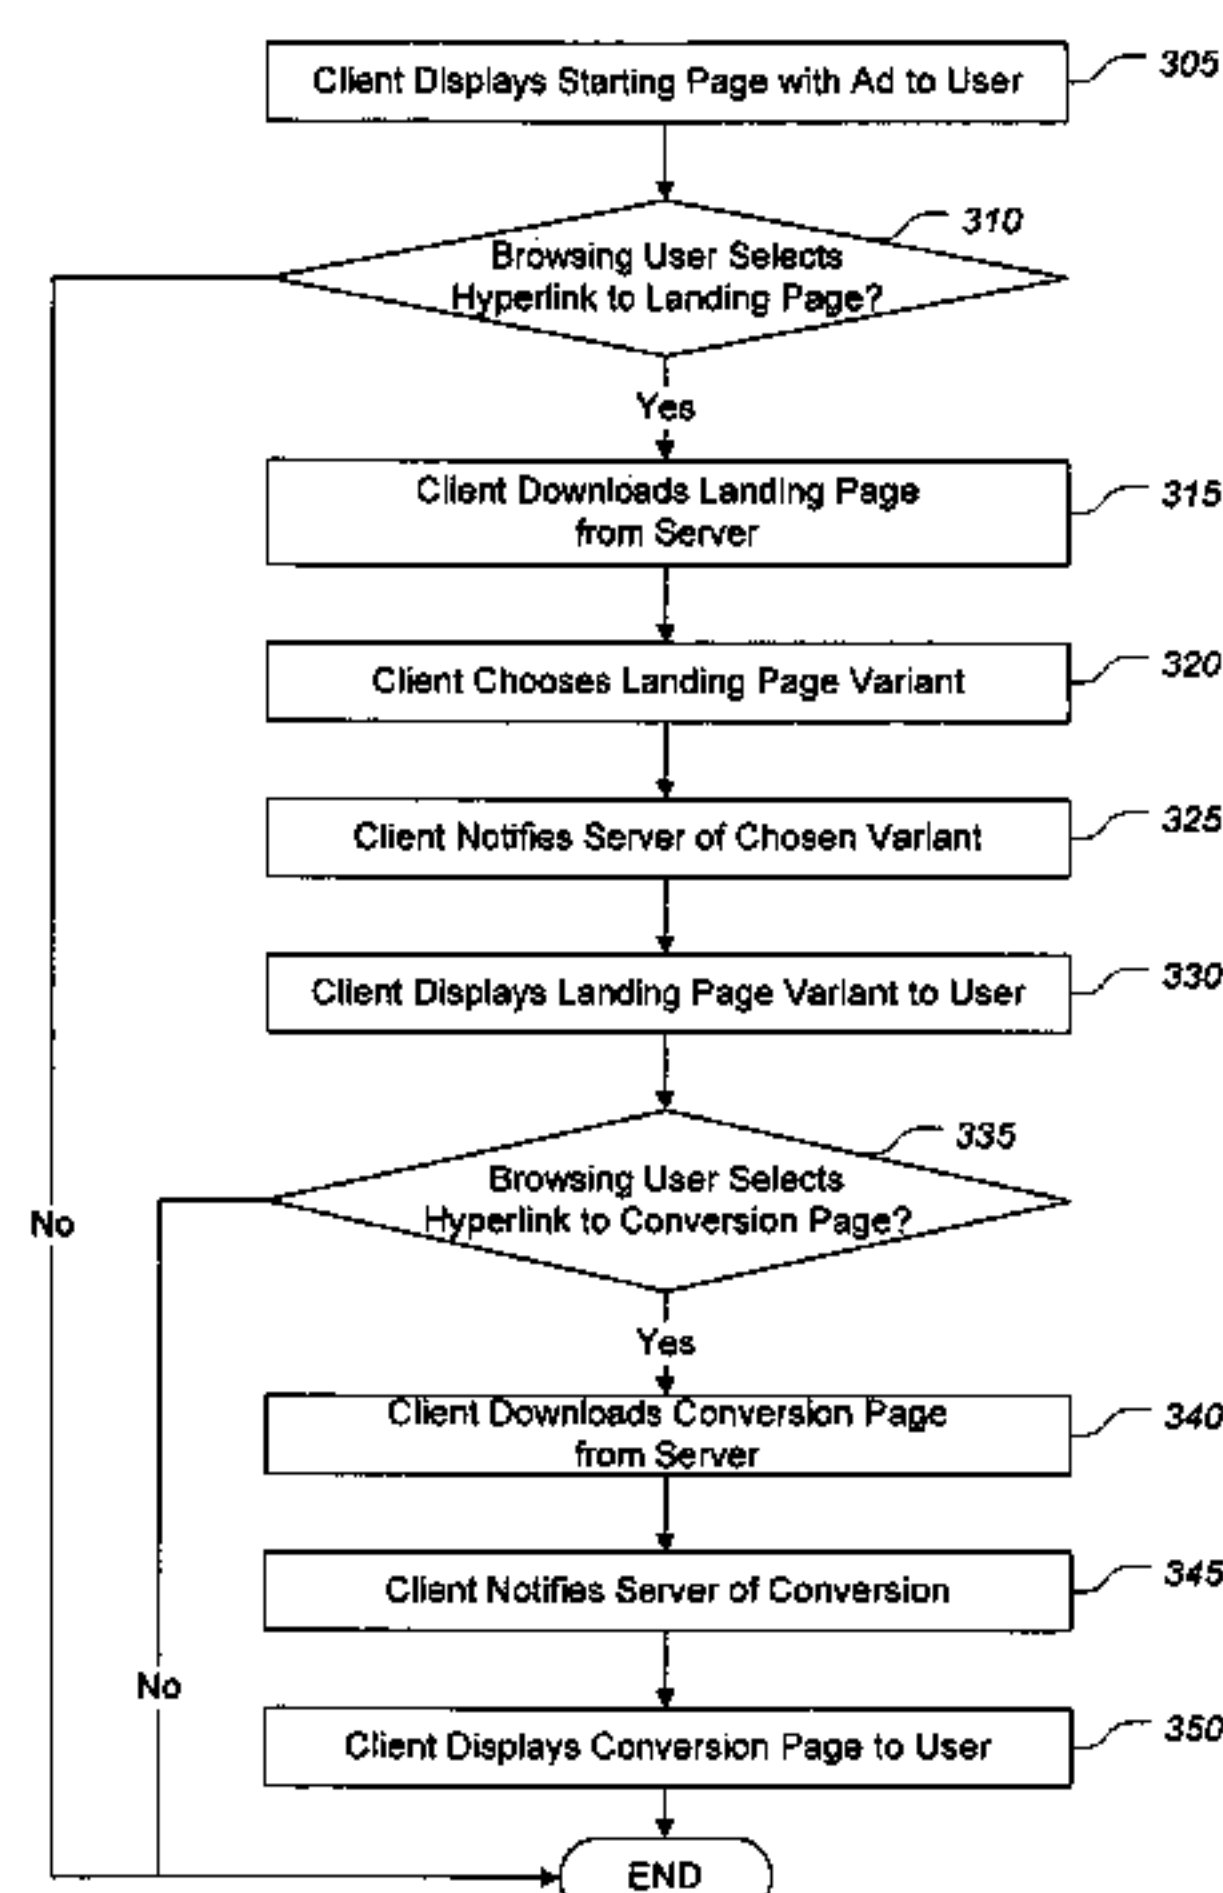 Client Displays Starting Page with Ad to User
305
310
Browsing User Selects
Hyperlink to Landing Page?
Yes
Client Downloads Landing Page
from Server
315
Client Chooses Landing Page Variant
320
Client Notifies Server of Chosen Variant
325
Client Displays Landing Page Variant to User
330
335
Browsing User Selects
Hyperlink to Conversion Page?
No
Yes
Client Downloads Conversion Page
from Server
340
Client Notifies Server of Conversion
345
No
Client Displays Conversion Page to User
350
END